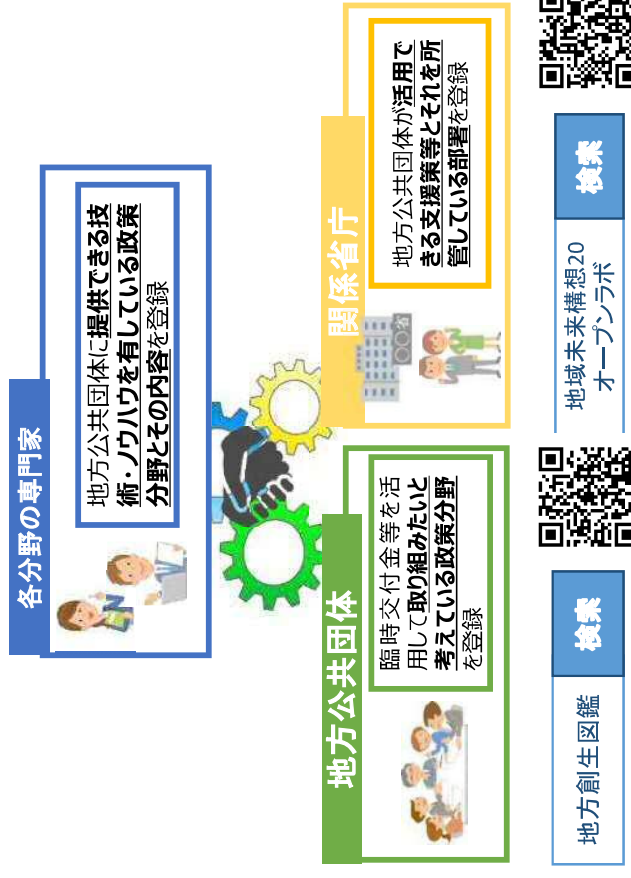 各分野の専門家
地方公共団体に提供できる技
術・ノウハウを有している政策
分野とその内容を登録
地方公共団体
臨時交付金等を活
用して取り組みたいと
考えている政策分野
を登録
関係省庁
地方公共団体が活用で
きる支援策等とそれを所
管している部署を登録
〇〇省
地方創生図鑑
検索
地域未来構想20
オープンラボ
検索